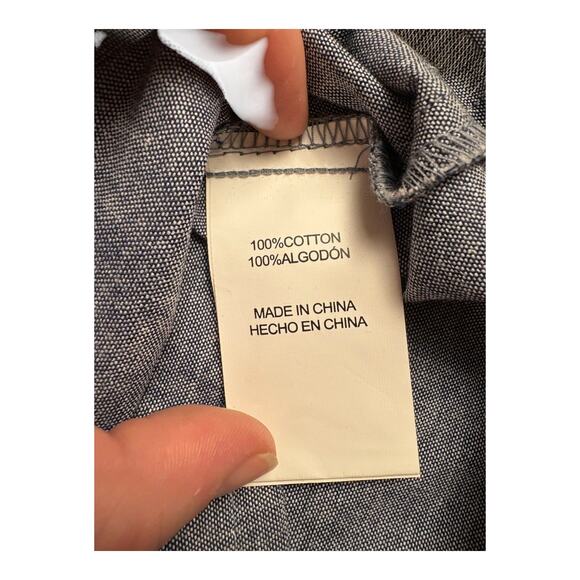 100%COTTON
100%ALGODÓN
MADE IN CHINA
HECHO EN CHINA